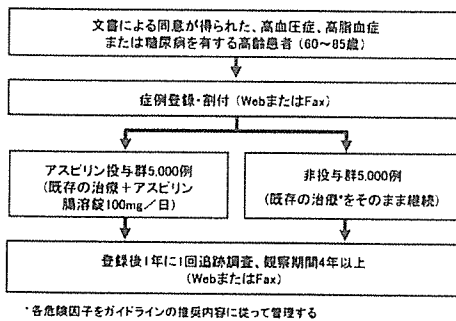 文書による同意が得られた、高血圧症、高脂血症
または糖尿病を有する高齢患者(60～85歳)
症例登録・割付(WebまたはFax)
アスピリン投与群5,000例
(既存の治療+アスピリン
腸溶錠100mg/日)
非投与群5,000例
(既存の治療*をそのまま継続)
登録後1年に1回追跡調査、観察期間4年以上
(WebまたはFax)
*各危険因子をガイドラインの推奨内容に従って管理する